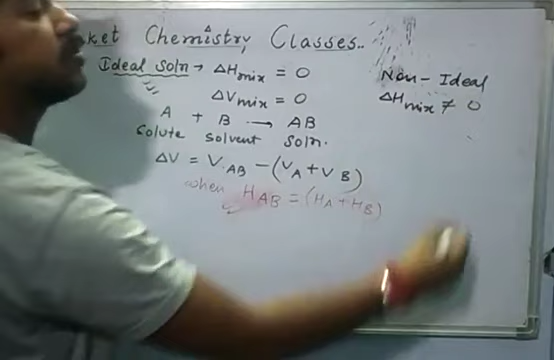 Chemistry Classes..
Ideal Soln → ΔHmix = 0
ΔVmix = 0
A + B → AB
Solute Solvent Soln.
ΔV = VAB - (VA + VB)
when HAB = (HA + HB)
Non-Ideal
ΔHmix ≠ 0